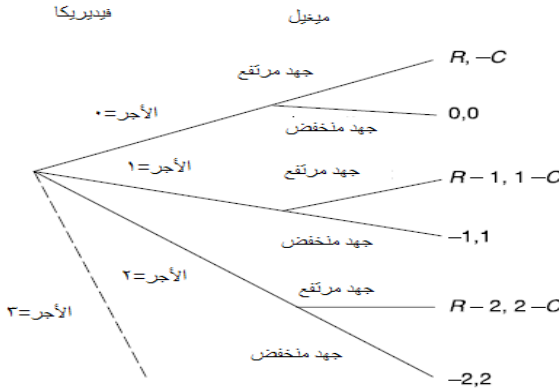 فيديريكا
ميغيل
جهد مرتفع
R, –C
الأجر=٠
0,0
جهد منخفض
الأجر=١
جهد مرتفع
R – 1, 1 – C
جهد منخفض
–1,1
الأجر=٢
جهد مرتفع
R – 2, 2 – C
الأجر=٣
جهد منخفض
–2,2